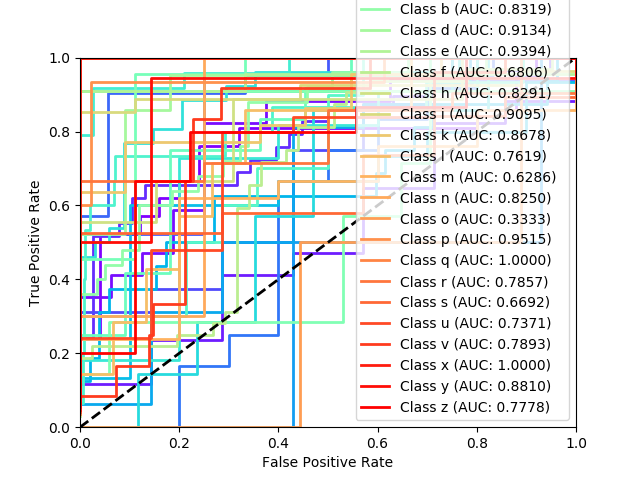 Class b (AUC: 0.8319)
Class d (AUC: 0.9134)
Class e (AUC: 0.9394)
Class f (AUC: 0.6806)
Class h (AUC: 0.8291)
Class i (AUC: 0.9095)
Class k (AUC: 0.8678)
Class l (AUC: 0.7619)
Class m (AUC: 0.6286)
Class n (AUC: 0.8250)
Class o (AUC: 0.3333)
Class p (AUC: 0.9515)
Class q (AUC: 1.0000)
Class r (AUC: 0.7857)
Class s (AUC: 0.6692)
Class u (AUC: 0.7371)
Class v (AUC: 0.7893)
Class x (AUC: 1.0000)
Class y (AUC: 0.8810)
Class z (AUC: 0.7778)
1.0
0.8
0.6
0.4
0.2
0.0
True Positive Rate
0.0 0.2 0.4 0.6 0.8 1.0
False Positive Rate